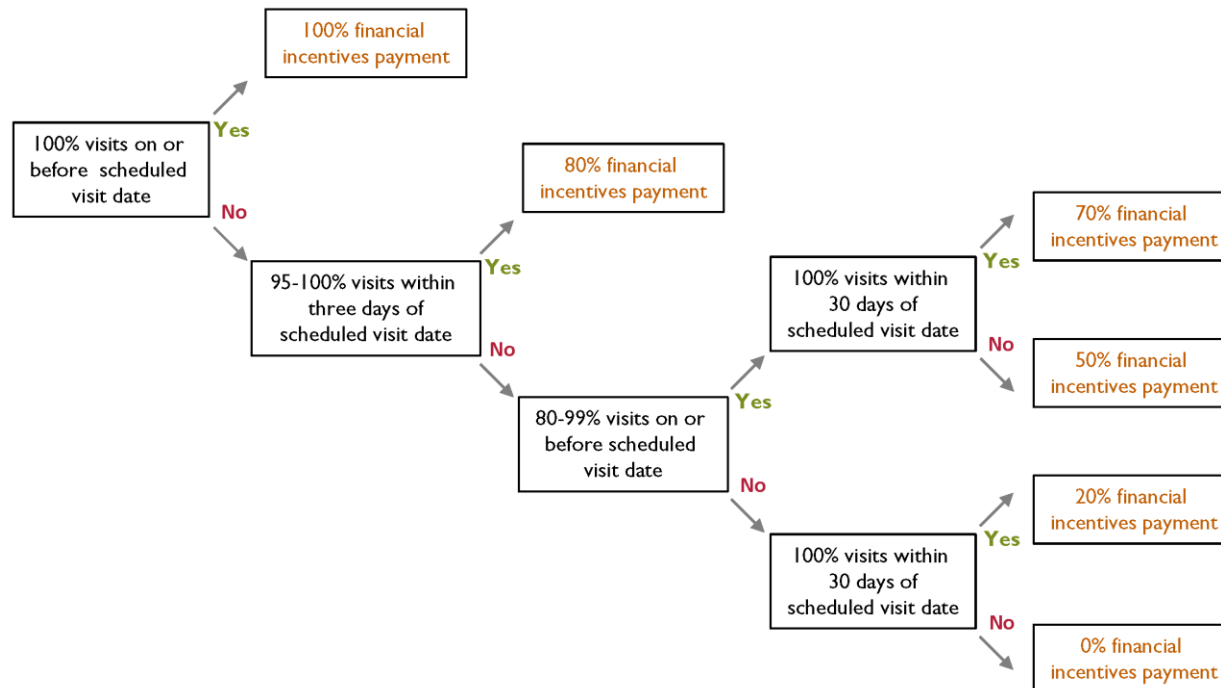 100% financial
incentives payment
Yes
100% visits on or
before scheduled
visit date
No
80% financial
incentives payment
Yes
95-100% visits within
three days of
scheduled visit date
No
70% financial
incentives payment
Yes
100% visits within
30 days of
scheduled visit date
No
50% financial
incentives payment
Yes
80-99% visits on or
before scheduled
visit date
No
20% financial
incentives payment
Yes
100% visits within
30 days of
scheduled visit date
No
0% financial
incentives payment